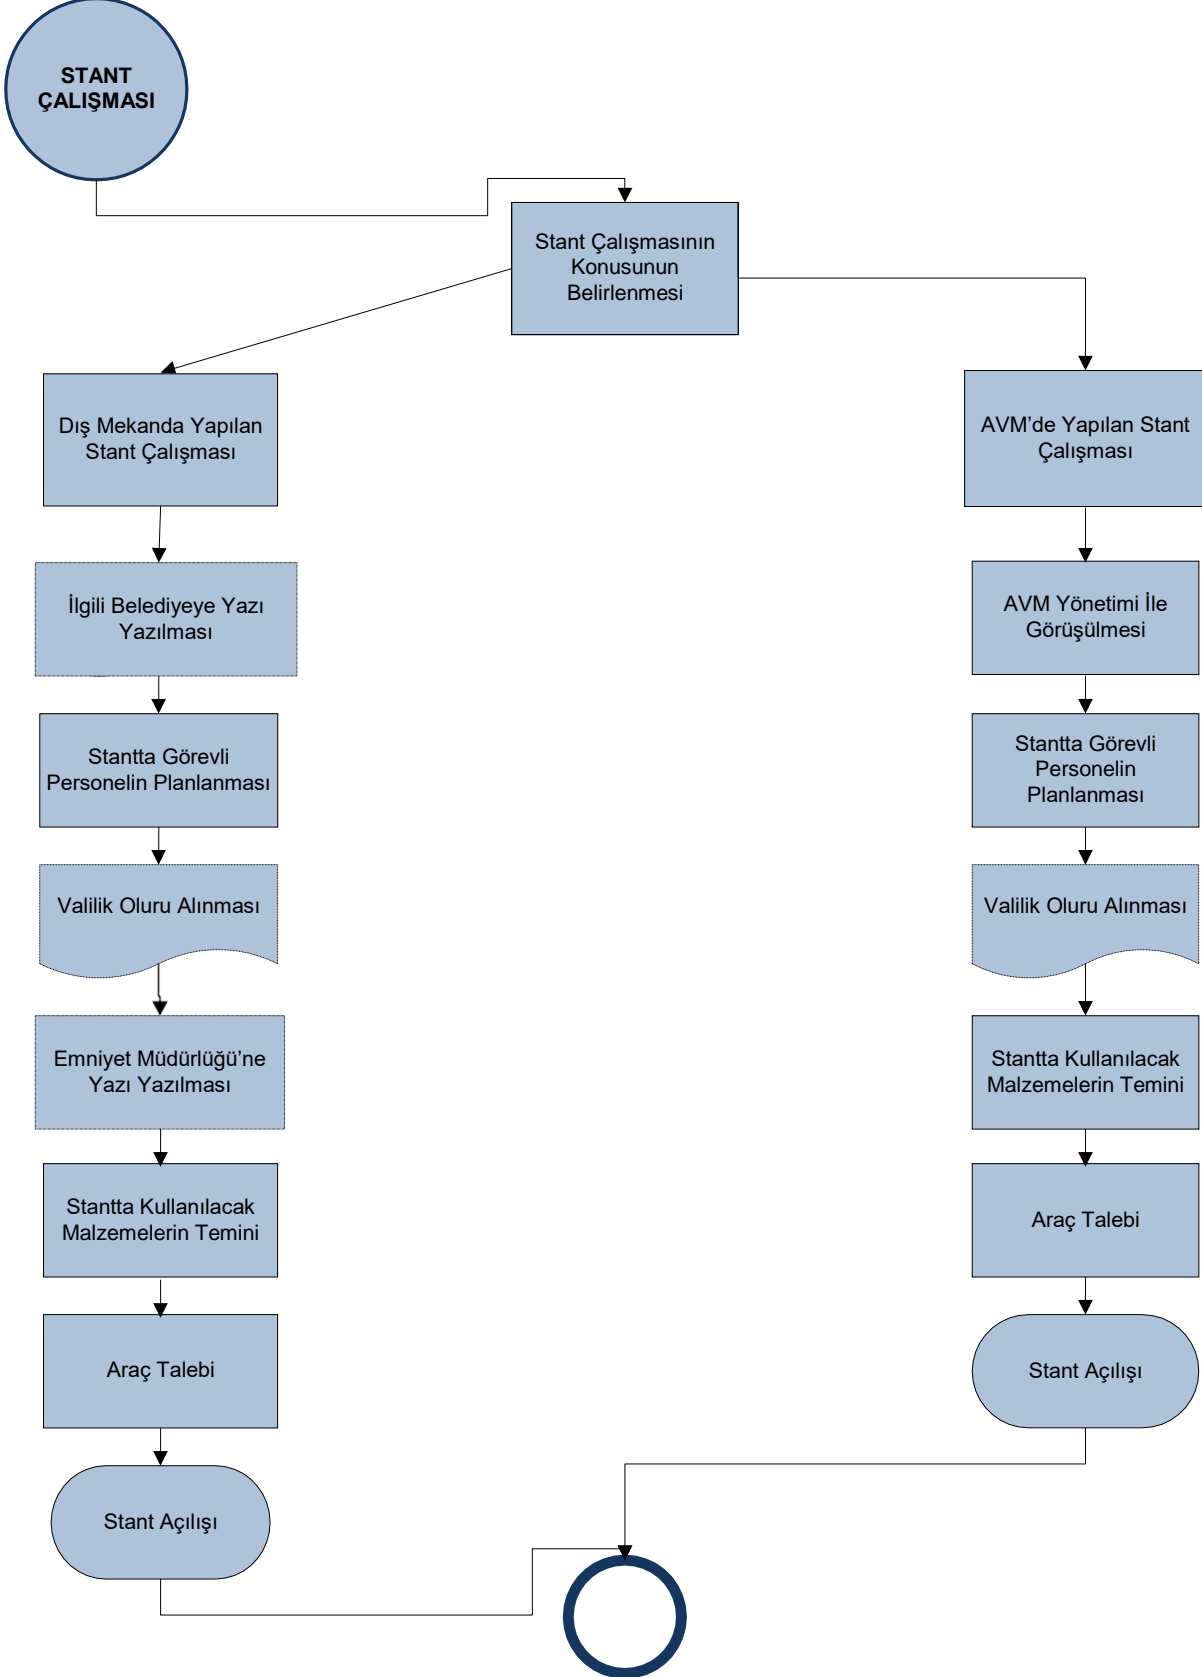 STANT
ÇALIŞMASI
Stant Çalışmasının
Konusunun
Belirlenmesi
Dış Mekanda Yapılan
Stant Çalışması
İlgili Belediyeye Yazı
Yazılması
Stantta Görevli
Personelin Planlanması
Valilik Oluru Alınması
Emniyet Müdürlüğü’ne
Yazı Yazılması
Stantta Kullanılacak
Malzemelerin Temini
Araç Talebi
Stant Açılışı
AVM’de Yapılan Stant
Çalışması
AVM Yönetimi İle
Görüşülmesi
Stantta Görevli
Personelin
Planlanması
Valilik Oluru Alınması
Stantta Kullanılacak
Malzemelerin Temini
Araç Talebi
Stant Açılışı